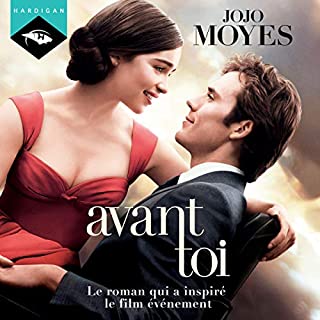 HARDIGAN
JOJO
MOYES
avant
toi
Le roman qui a inspiré
le film événement